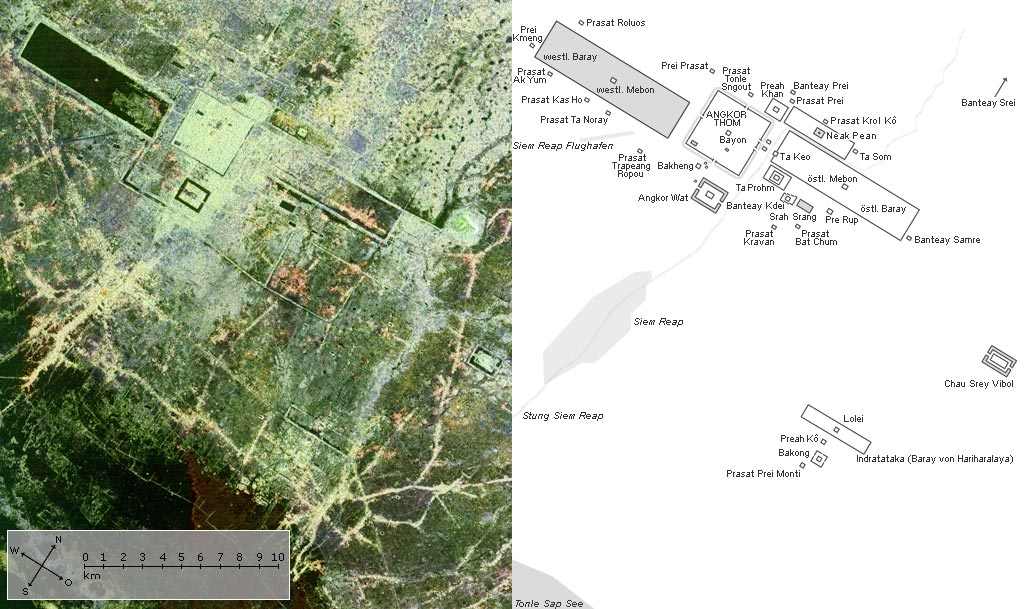 Prasat Roluos
Prei
Kmeng
westl. Baray
Prei Prasat
Prasat
Tonle
Sngout
Prasat
Ak Yum
westl. Mebon
Preah
Khan
Banteay Prei
Prasat Prei
Banteay Srei
Prasat Kas Ho
ANGKOR
THOM
Prasat Krol Kô
Prasat Ta Noray
Bayon
Neak Pean
Siem Reap Flughafen
Ta Keo
Ta Som
Prasat
Trapeang
Ropou
Bakheng
östl. Mebon
Ta Prohm
Angkor Wat
Banteay Kdei
östl. Baray
Srah Srang
Pre Rup
Prasat
Kravan
Prasat
Bat Chum
Banteay Samre
Siem Reap
Chau Srey Vibol
Stung Siem Reap
Lolei
Preah Kô
Bakong
Indratataka (Baray von Hariharalaya)
Prasat Prei Monti
N
W
O
S
0 1 2 3 4 5 6 7 8 9 10
km
Tonle Sap See